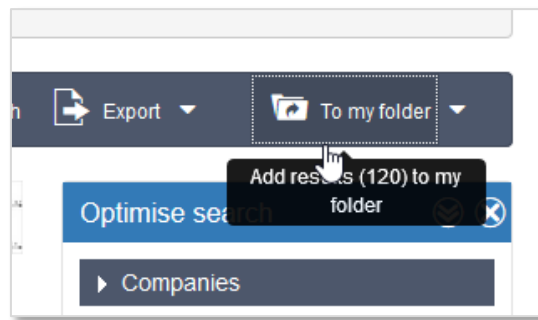 h Export To my folder
Add results (120) to my
folder
Optimise search
Companies